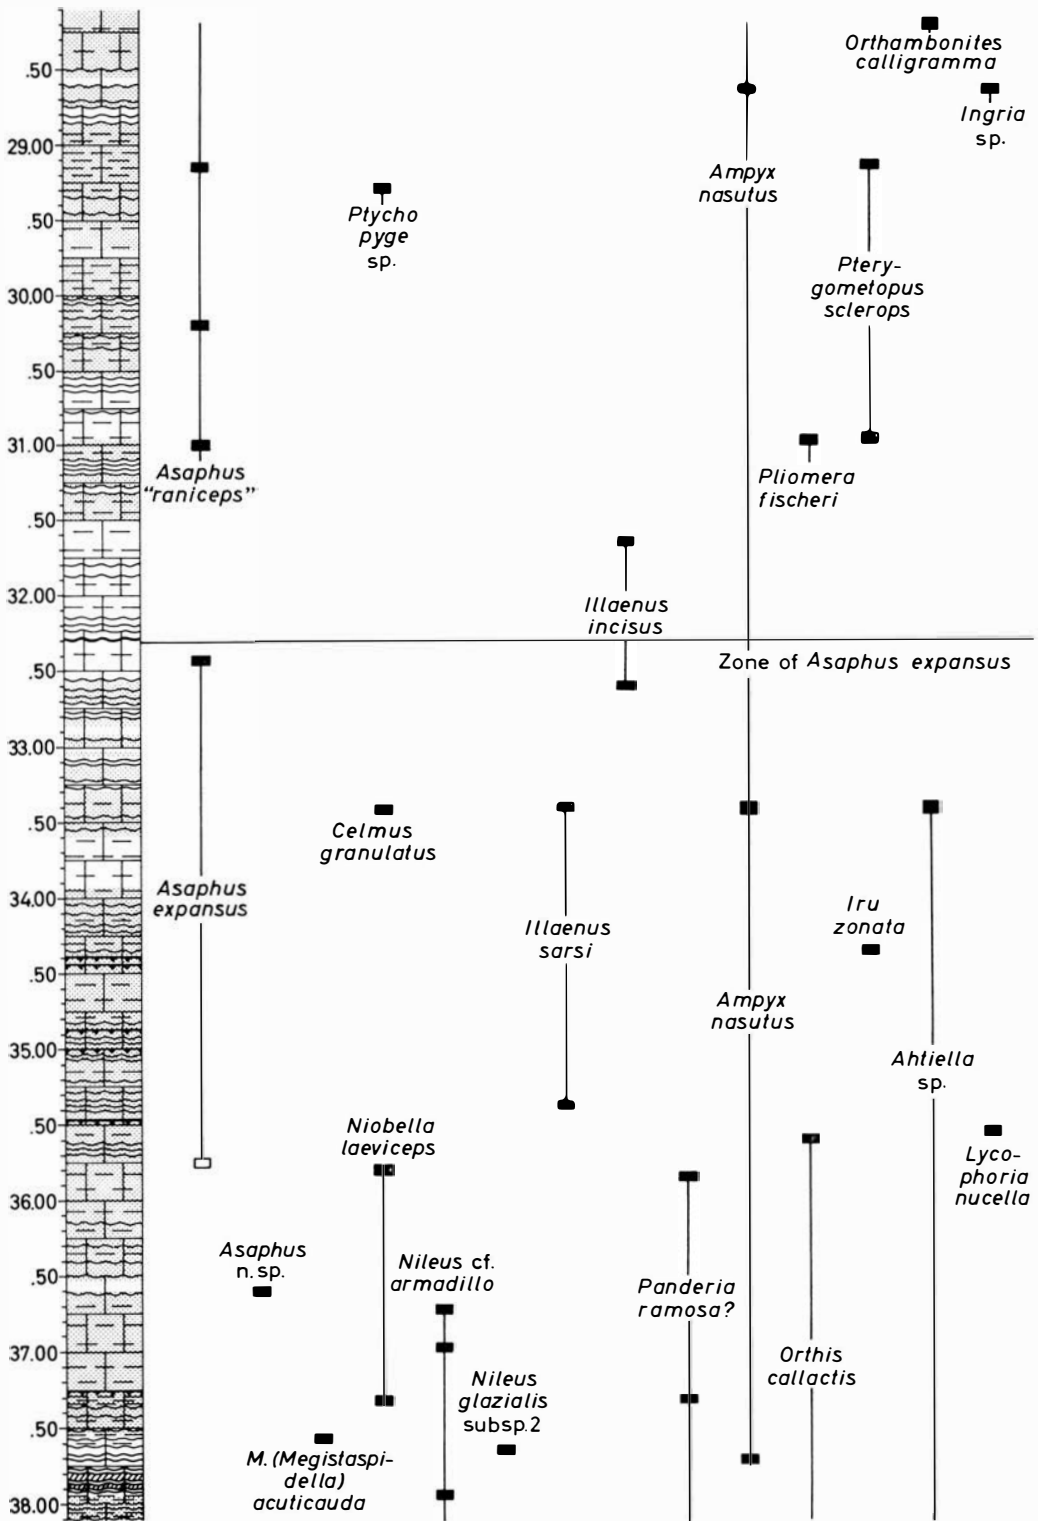 Orthambonites
calligramma
.50
Ingria
sp.
29.00
Ampyx
nasutus
Ptycho
pyge
sp.
.50
Ptery-
gometopus
sclerops
30.00
.50
31.00
Asaphus
"raniceps"
Pliomera
fischeri
.50
32.00
Illaenus
incisus
Zone of Asaphus expansus
.50
33.00
.50
Celmus
granulatus
34.00
Asaphus
expansus
Iru
zonata
Illaenus
sarsi
.50
Ampyx
nasutus
35.00
Ahtiella
sp.
.50
Niobella
laeviceps
Lyco-
phoria
nucella
36.00
Asaphus
n.sp.
Nileus cf.
armadillo
.50
Panderia
ramosa?
37.00
Orthis
callactis
Nileus
glazialis
subsp.2
.50
M.(Megistaspi-
della)
acuticauda
38.00